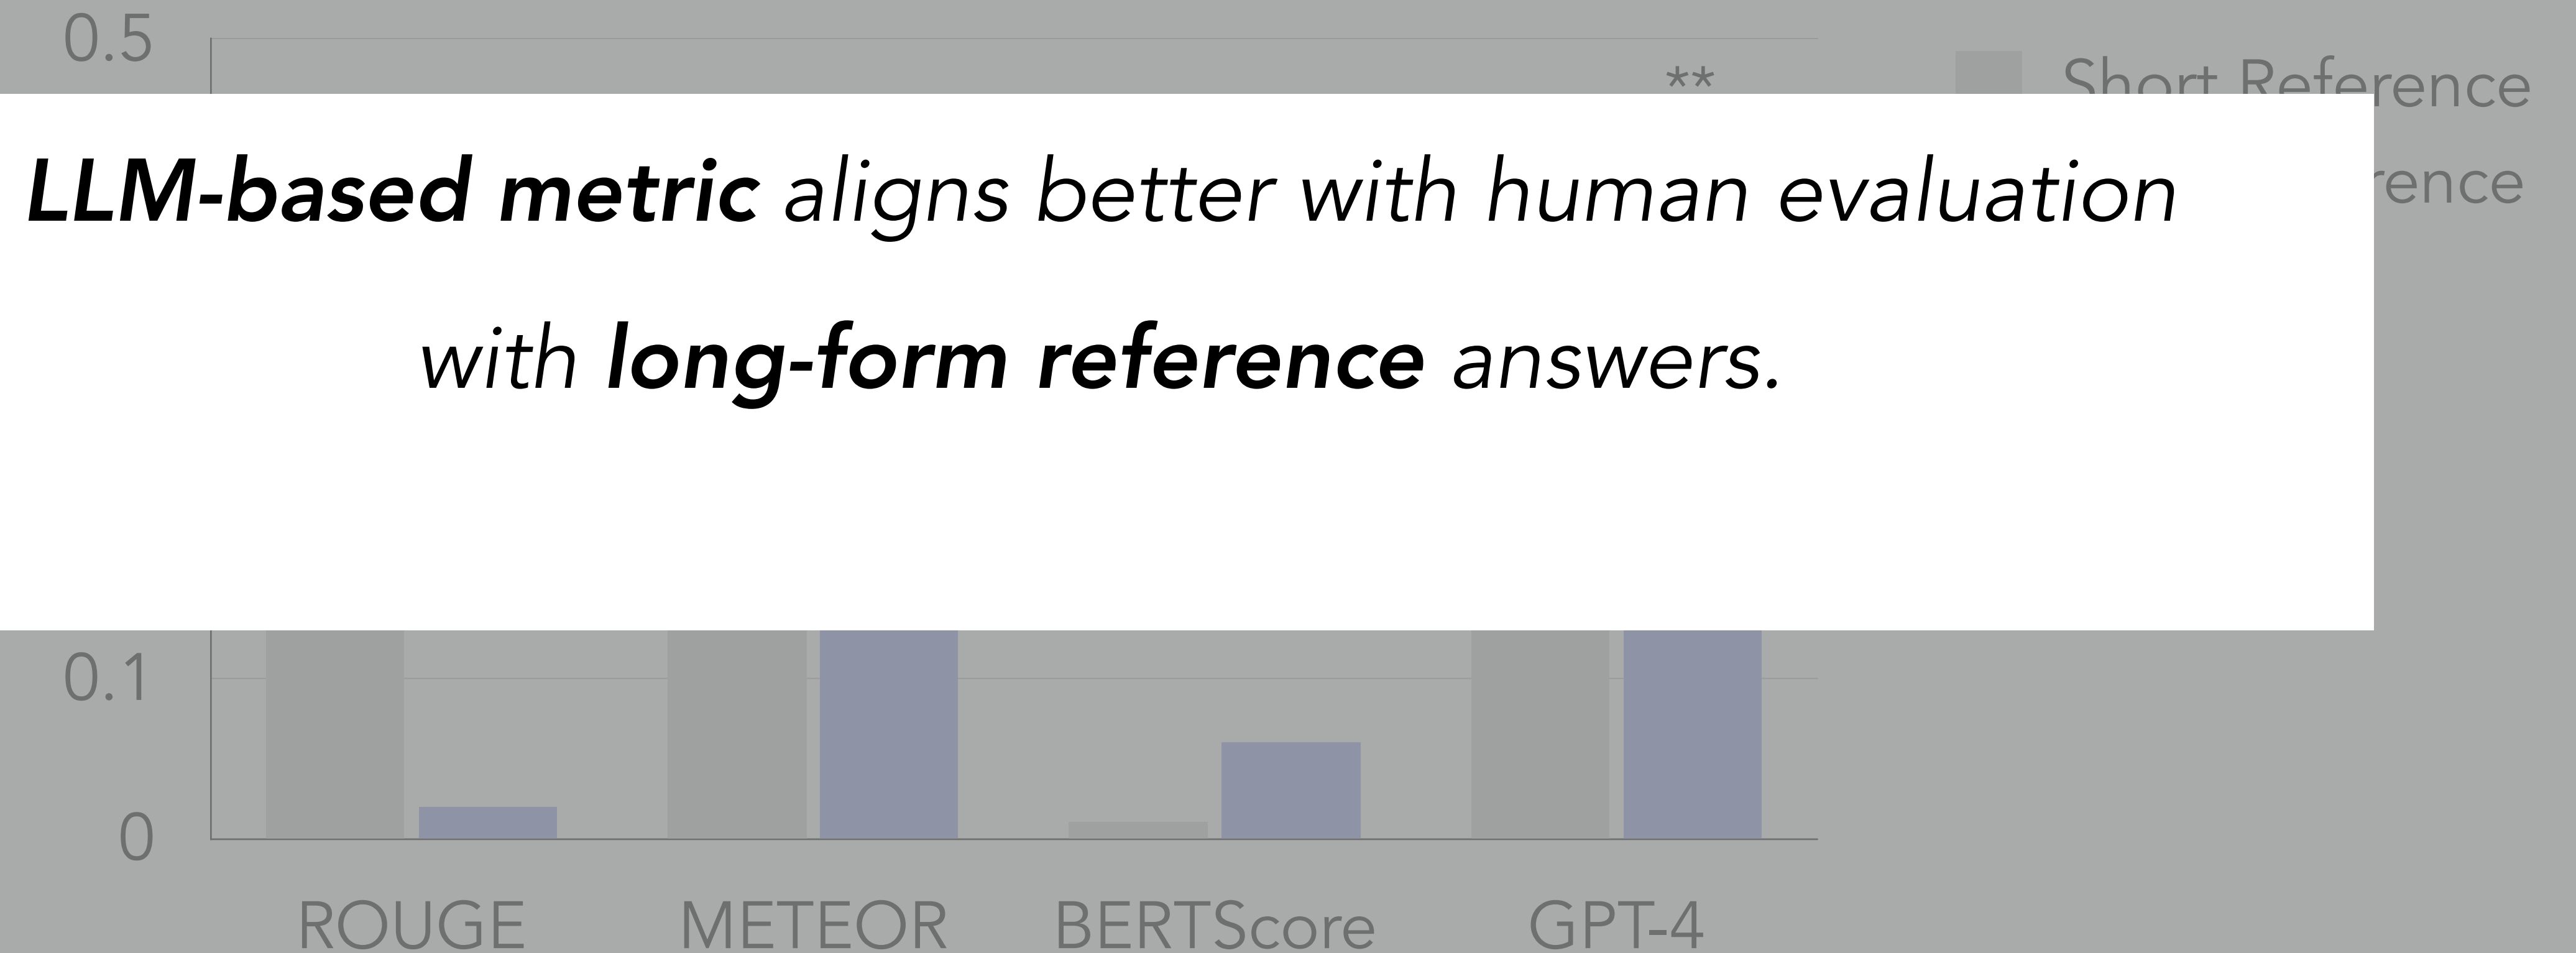 0.5
**
Short Reference
LLM-based metric aligns better with human evaluation
with long-form reference answers.
0.1
0
ROUGE METEOR BERTScore GPT-4